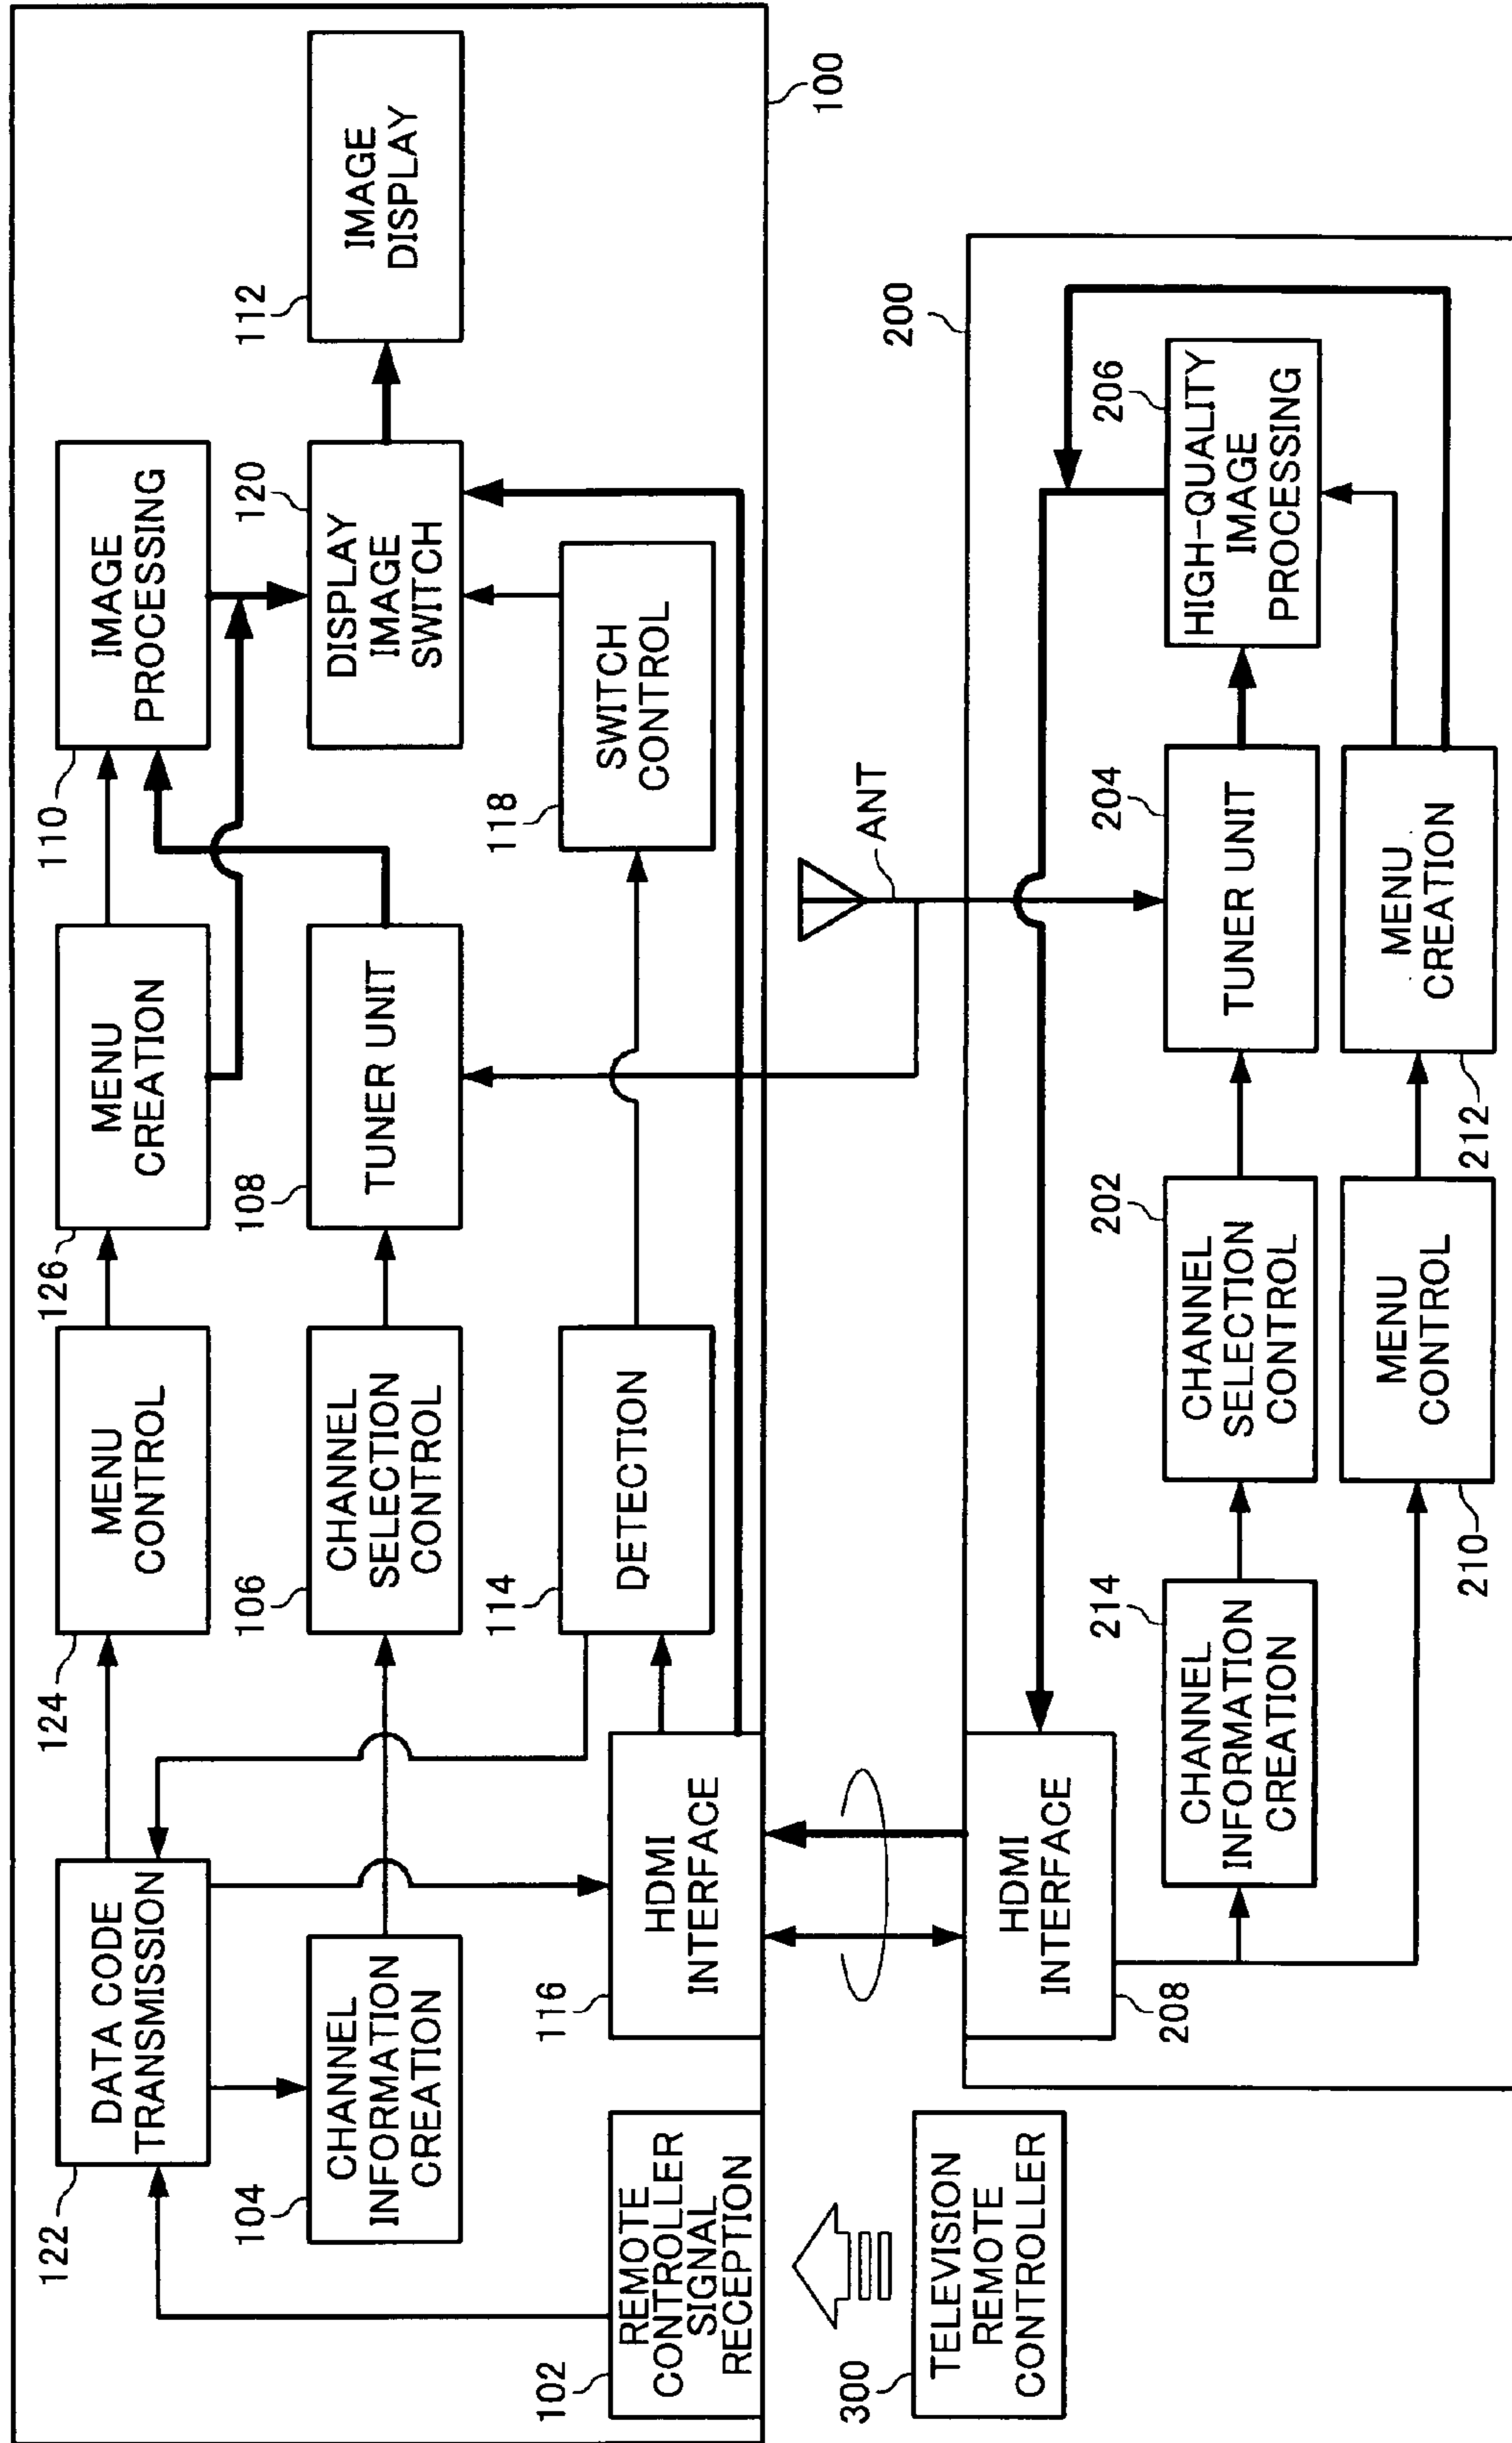 122
DATA CODE
TRANSMISSION
124
MENU
CONTROL
126
MENU
CREATION
110
IMAGE
PROCESSING
104
CHANNEL
INFORMATION
CREATION
106
CHANNEL
SELECTION
CONTROL
108
TUNER UNIT
120
DISPLAY
IMAGE
SWITCH
112
IMAGE
DISPLAY
102
REMOTE
CONTROLLER
SIGNAL
RECEPTION
116
HDMI
INTERFACE
114
DETECTION
118
SWITCH
CONTROL
100
300
TELEVISION
REMOTE
CONTROLLER
ANT
200
HDMI
INTERFACE
208
214
CHANNEL
INFORMATION
CREATION
202
CHANNEL
SELECTION
CONTROL
204
TUNER UNIT
206
HIGH-QUALITY
IMAGE
PROCESSING
210
MENU
CONTROL
212
MENU
CREATION